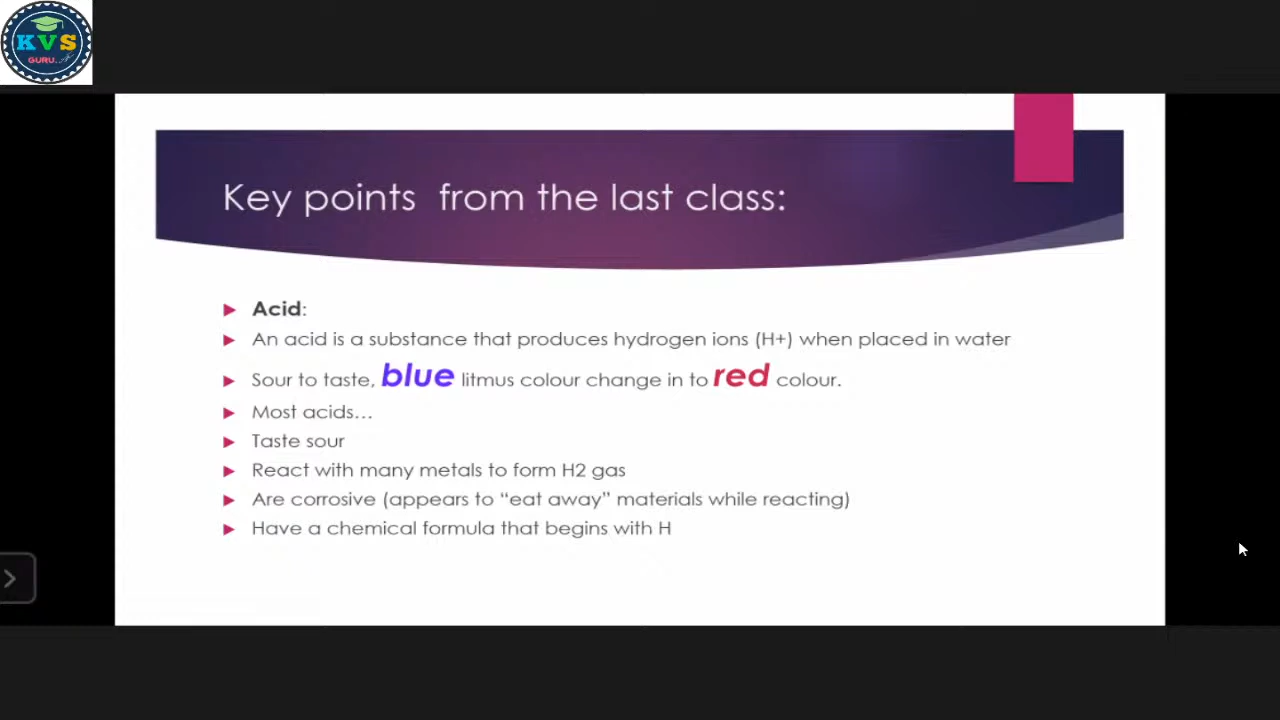 KVS
GURU
Key points from the last class:
Acid:
An acid is a substance that produces hydrogen ions (H+) when placed in water
Sour to taste, blue litmus colour change in to red colour.
Most acids…
Taste sour
React with many metals to form H2 gas
Are corrosive (appears to “eat away” materials while reacting)
Have a chemical formula that begins with H